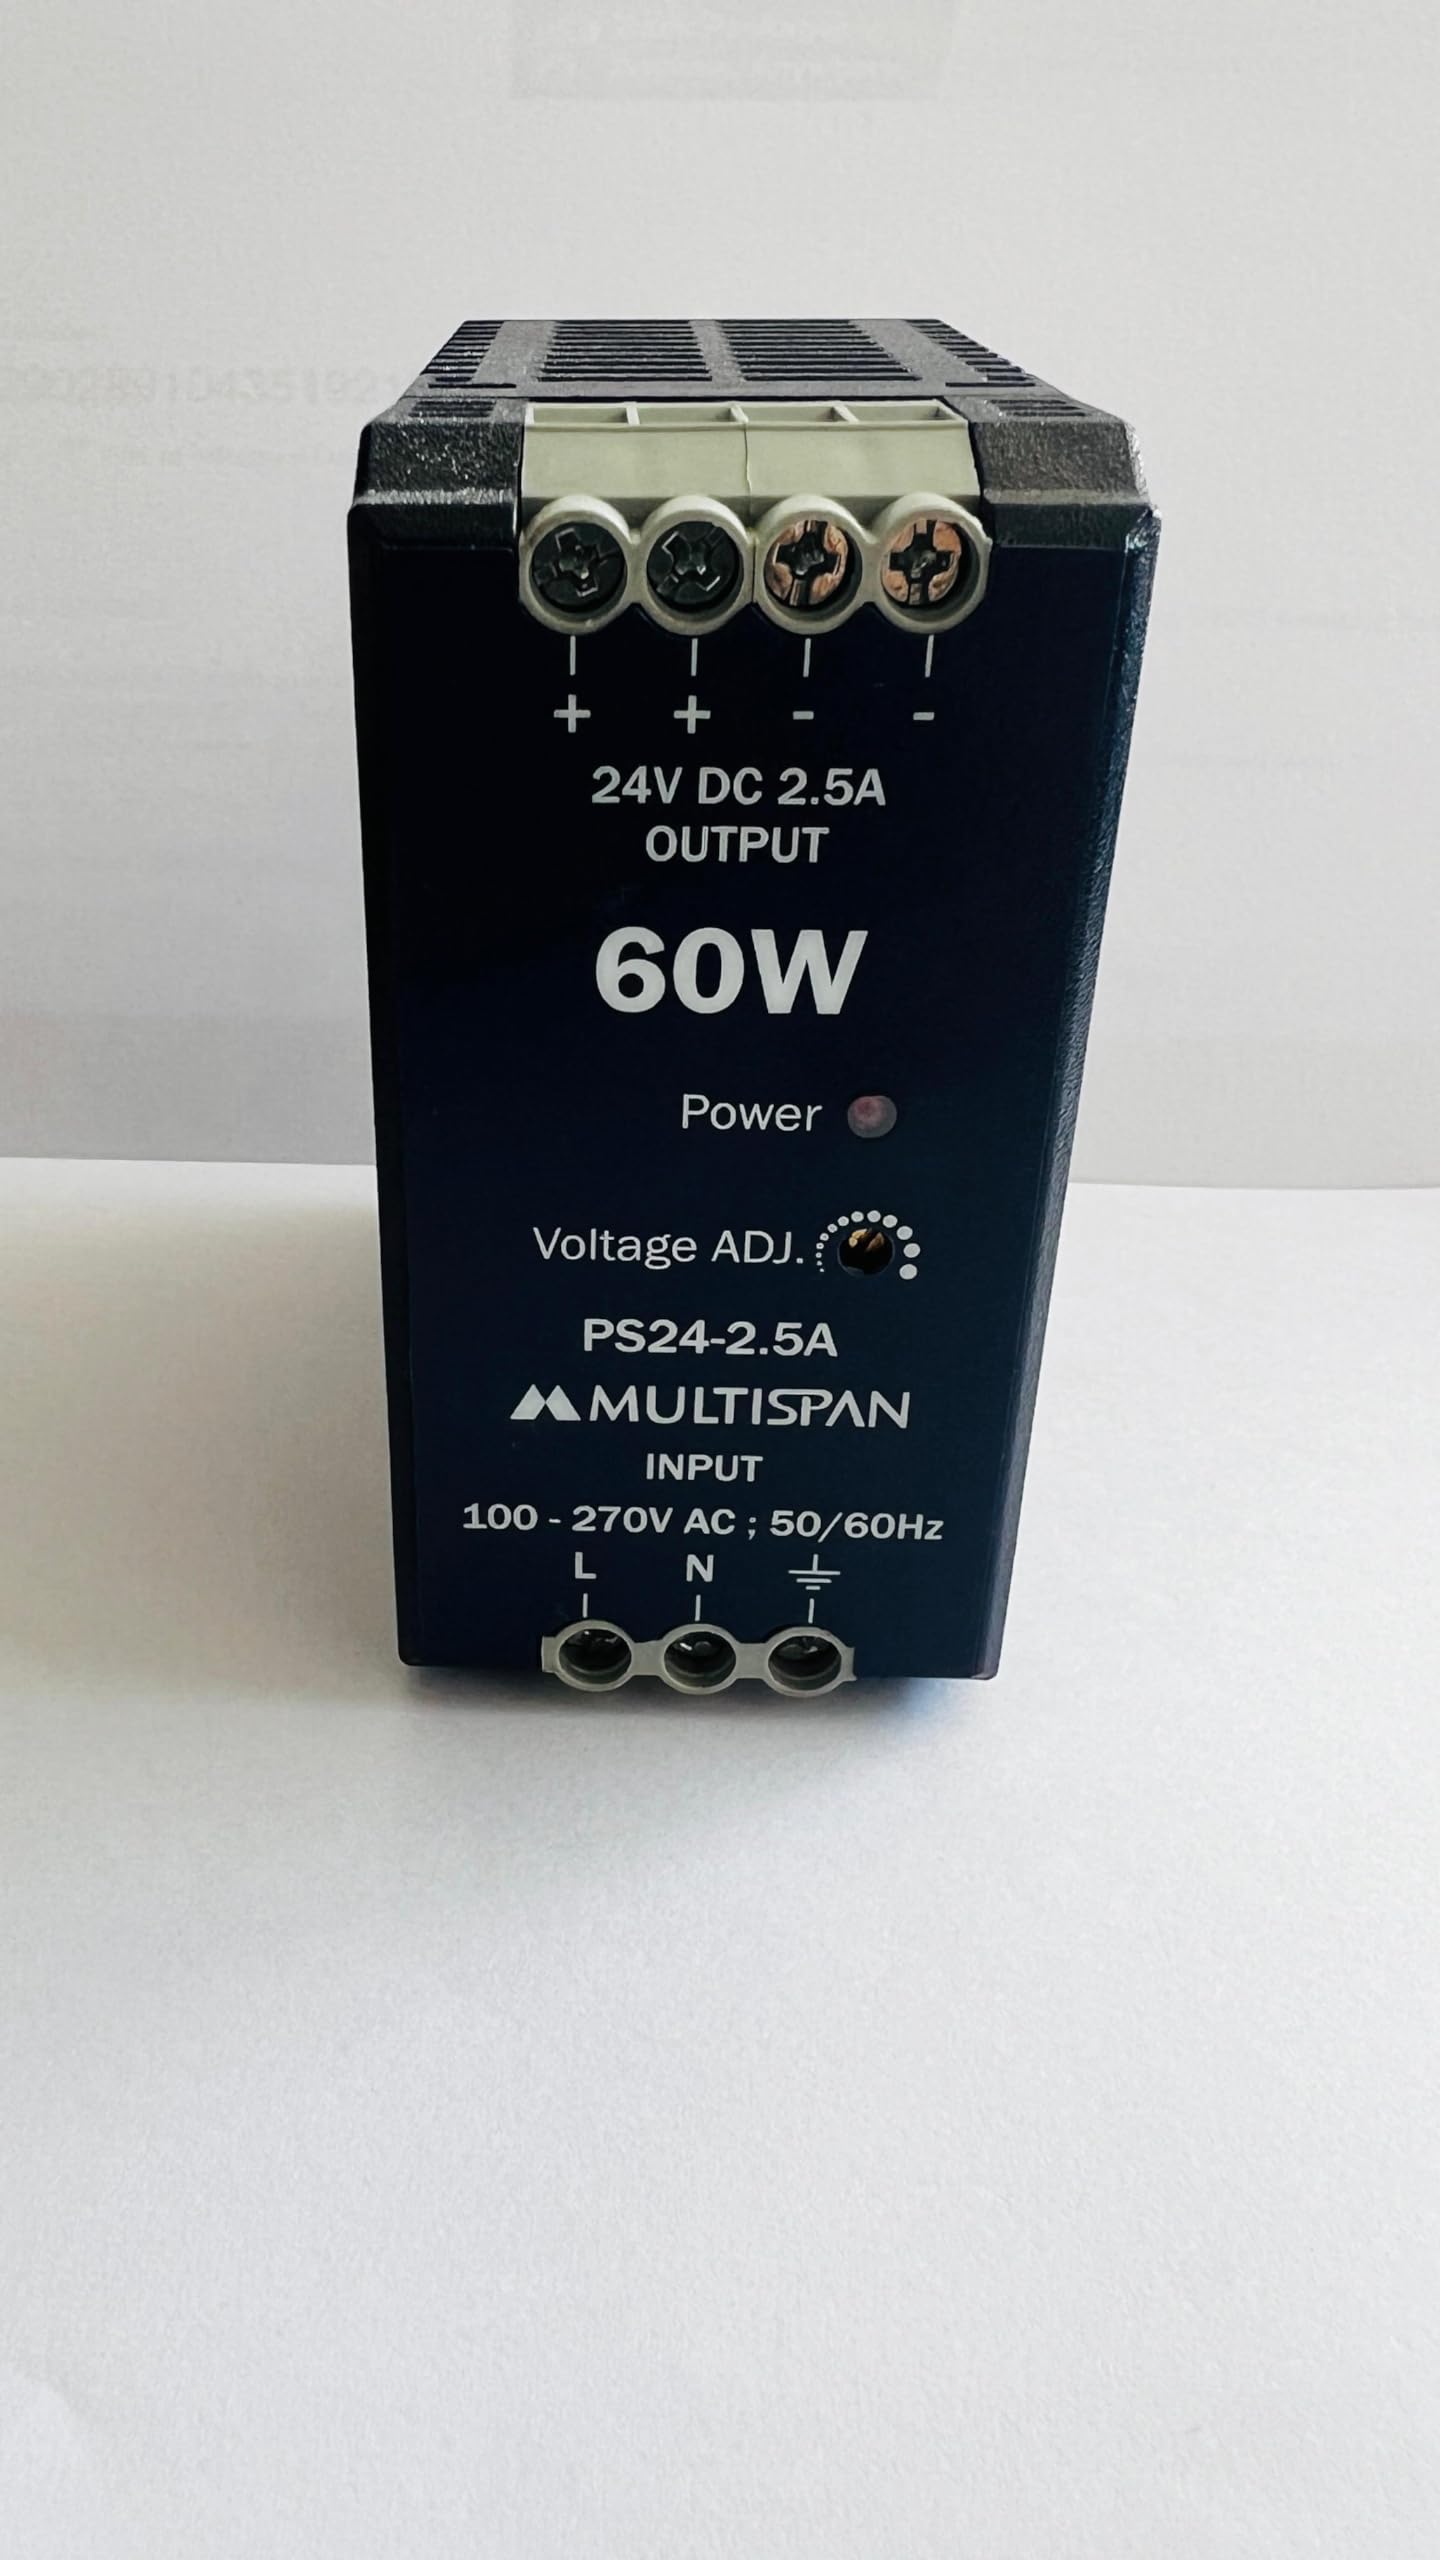 + + - -
24V DC 2.5A
OUTPUT
60W
Power
Voltage ADJ.
PS24-2.5A
MULTISPAN
INPUT
100 - 270V AC ; 50/60Hz
L N